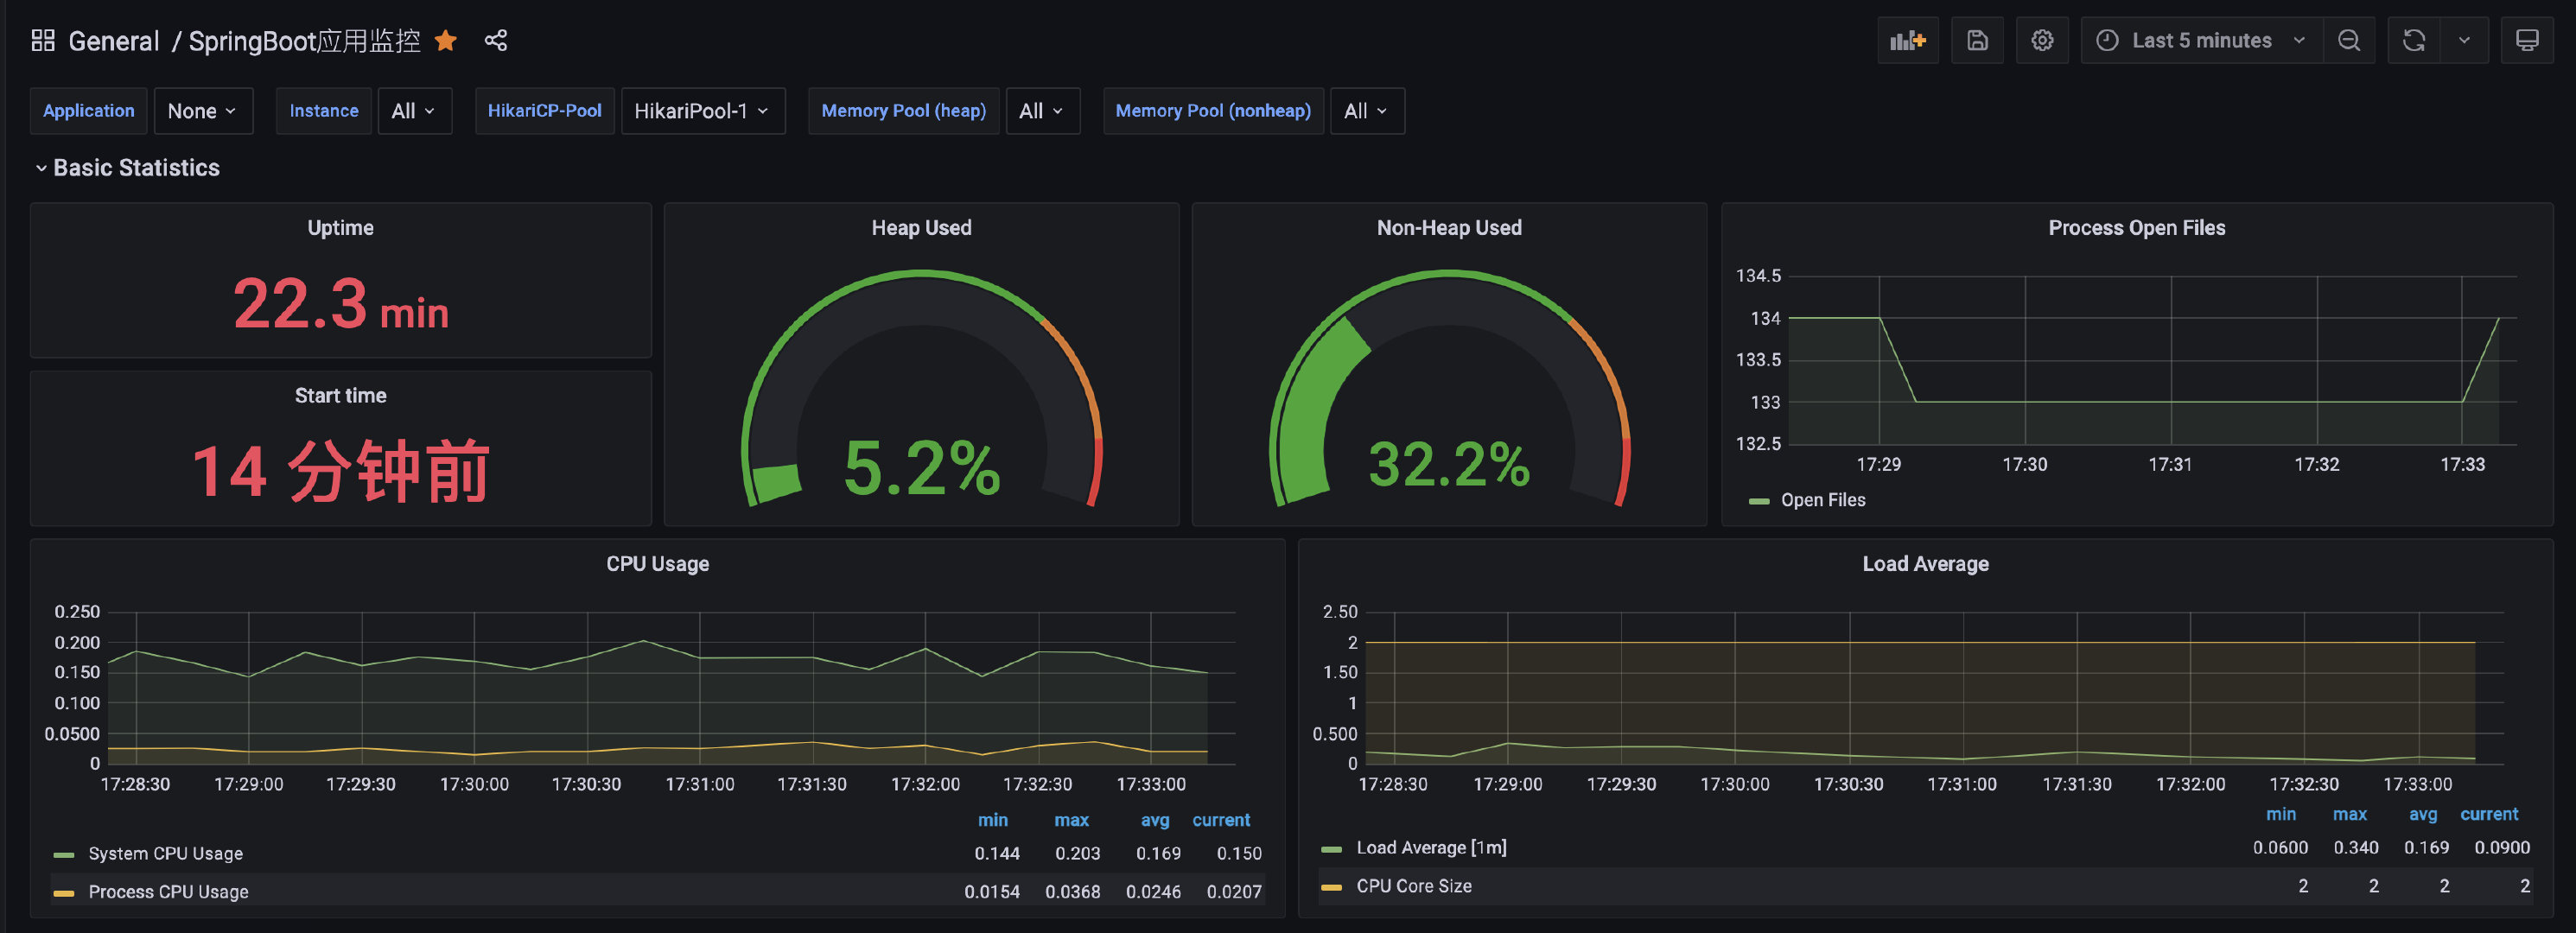 General / SpringBoot应用监控
Last 5 minutes
Application None Instance All HikariCP-Pool HikariPool-1 Memory Pool (heap) All Memory Pool (nonheap) All
Basic Statistics
Uptime
22.3 min
Start time
14 分钟前
Heap Used
5.2%
Non-Heap Used
32.2%
Process Open Files
134.5
134
133.5
133
132.5
17:29 17:30 17:31 17:32 17:33
Open Files
CPU Usage
0.250
0.200
0.150
0.100
0.0500
0
17:28:30 17:29:00 17:29:30 17:30:00 17:30:30 17:31:00 17:31:30 17:32:00 17:32:30 17:33:00
min max avg current
System CPU Usage 0.144 0.203 0.169 0.150
Process CPU Usage 0.0154 0.0368 0.0246 0.0207
Load Average
2.50
2
1.50
1
0.500
0
17:28:30 17:29:00 17:29:30 17:30:00 17:30:30 17:31:00 17:31:30 17:32:00 17:32:30 17:33:00
min max avg current
Load Average [1m] 0.0600 0.340 0.169 0.0900
CPU Core Size 2 2 2 2